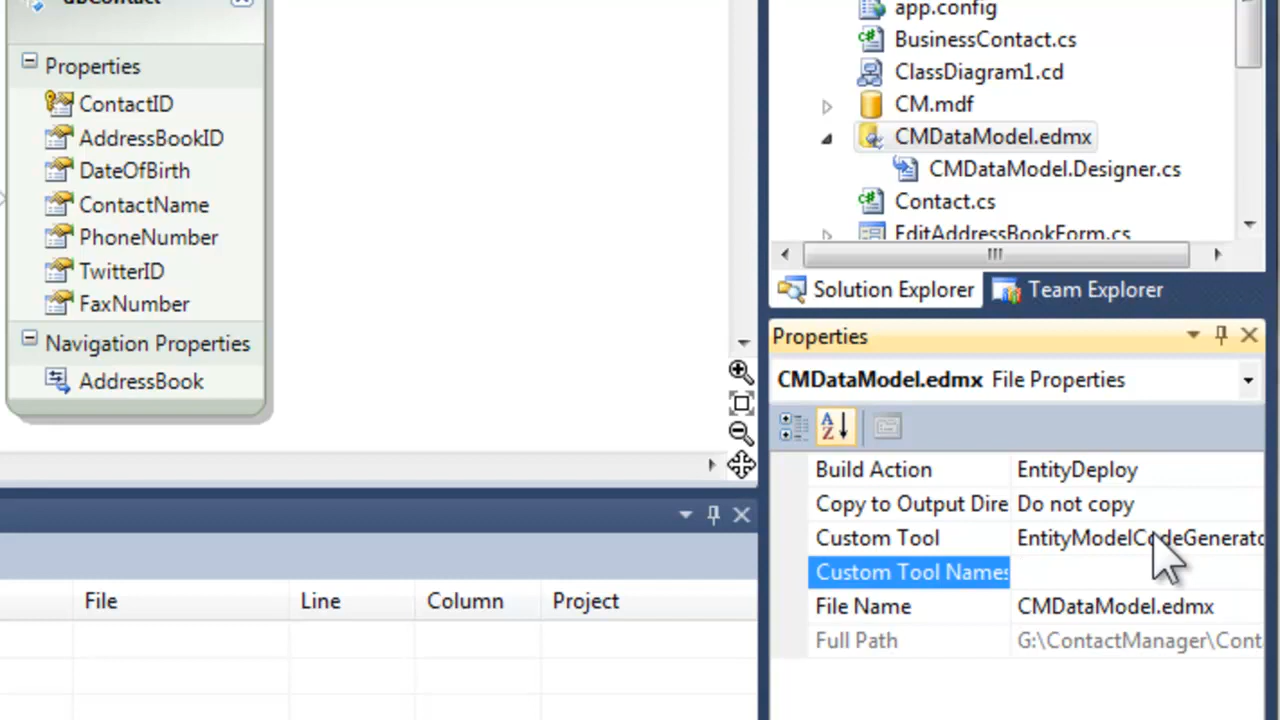 Properties
ContactID
AddressBookID
DateOfBirth
ContactName
PhoneNumber
TwitterID
FaxNumber
Navigation Properties
AddressBook
app.config
BusinessContact.cs
ClassDiagram1.cd
CM.mdf
CMDataModel.edmx
CMDataModel.Designer.cs
Contact.cs
EditAddressBookForm.cs
Solution Explorer Team Explorer
Properties
CMDataModel.edmx File Properties
Build Action EntityDeploy
Copy to Output Dire Do not copy
Custom Tool EntityModelCodeGenerato
Custom Tool Names
File Name CMDataModel.edmx
Full Path G:\ContactManager\Cont
File Line Column Project